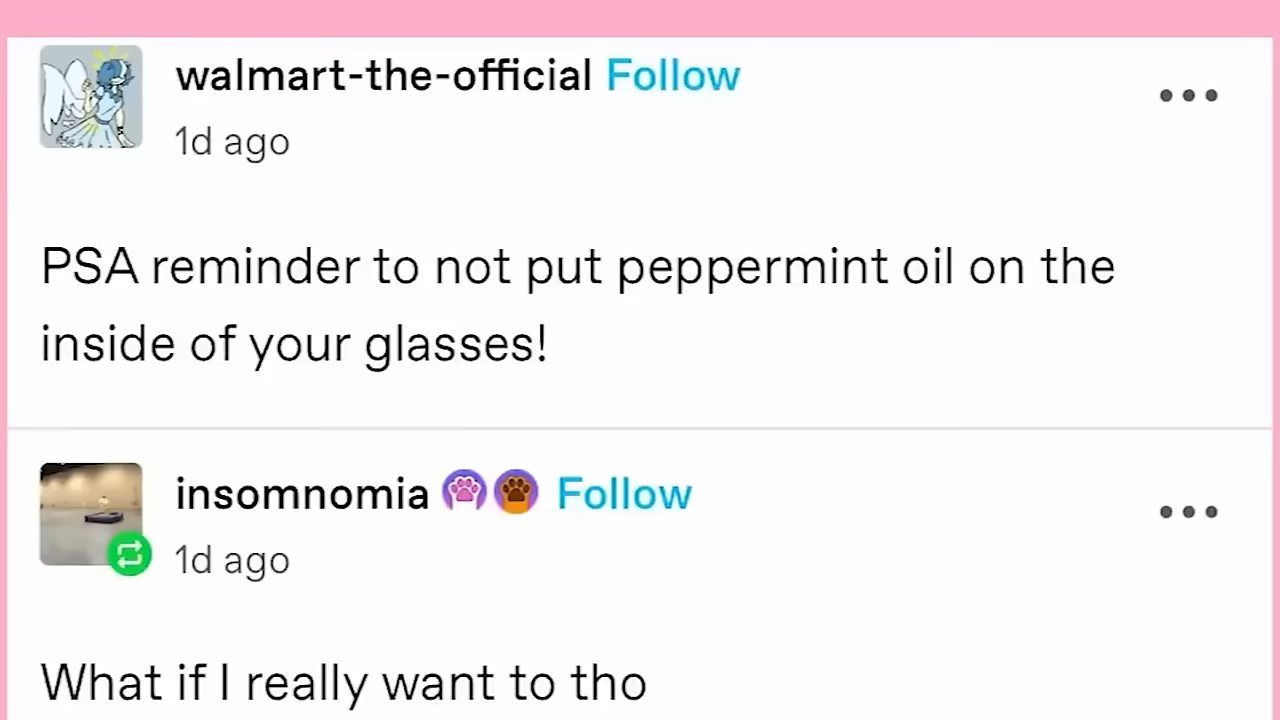 walmart-the-official Follow
1d ago
PSA reminder to not put peppermint oil on the
inside of your glasses!
insomnomia Follow
1d ago
What if I really want to tho